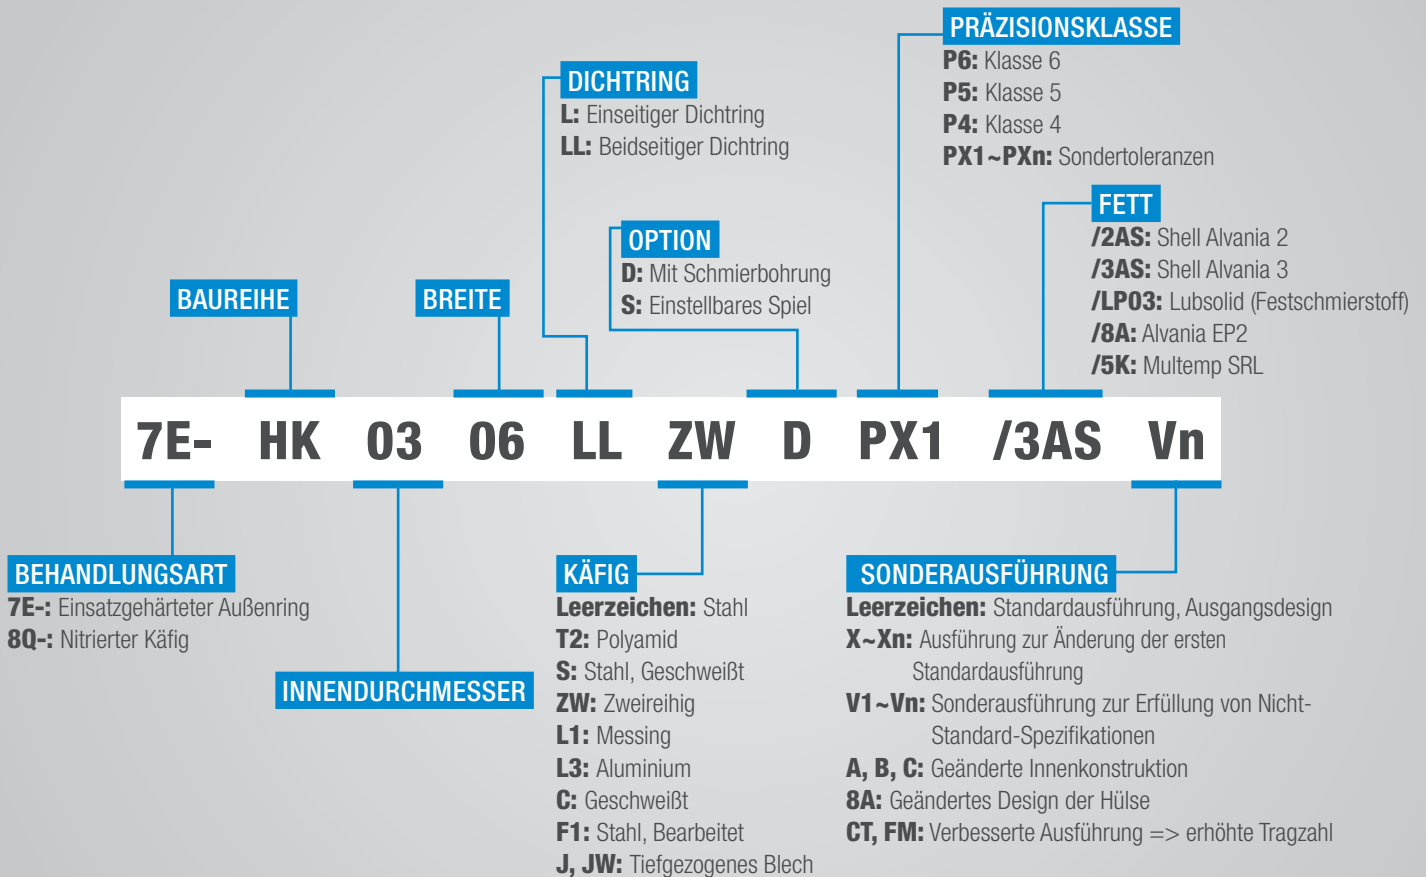 PRÄZISIONSKLASSE
P6: Klasse 6
P5: Klasse 5
P4: Klasse 4
PX1~PXn: Sondertoleranzen
DICHTRING
L: Einseitiger Dichtring
LL: Beidseitiger Dichtring
FETT
/2AS: Shell Alvania 2
/3AS: Shell Alvania 3
/LP03: Lubsolid (Festschmierstoff)
/8A: Alvania EP2
/5K: Multemp SRL
OPTION
D: Mit Schmierbohrung
S: Einstellbares Spiel
BAUREIHE
BREITE
7E- HK 03 06 LL ZW D PX1 /3AS Vn
BEHANDLUNGSART
7E-: Einsatzgehärteter Außenring
8Q-: Nitrierter Käfig
INNENDURCHMESSER
KÄFIG
Leerzeichen: Stahl
T2: Polyamid
S: Stahl, Geschweißt
ZW: Zweireihig
L1: Messing
L3: Aluminium
C: Geschweißt
F1: Stahl, Bearbeitet
J, JW: Tiefgezogenes Blech
SONDERAUSFÜHRUNG
Leerzeichen: Standardausführung, Ausgangsdesign
X~Xn: Ausführung zur Änderung der ersten
Standardausführung
V1~Vn: Sonderausführung zur Erfüllung von Nicht-
Standard-Spezifikationen
A, B, C: Geänderte Innenkonstruktion
8A: Geändertes Design der Hülse
CT, FM: Verbesserte Ausführung => erhöhte Tragzahl